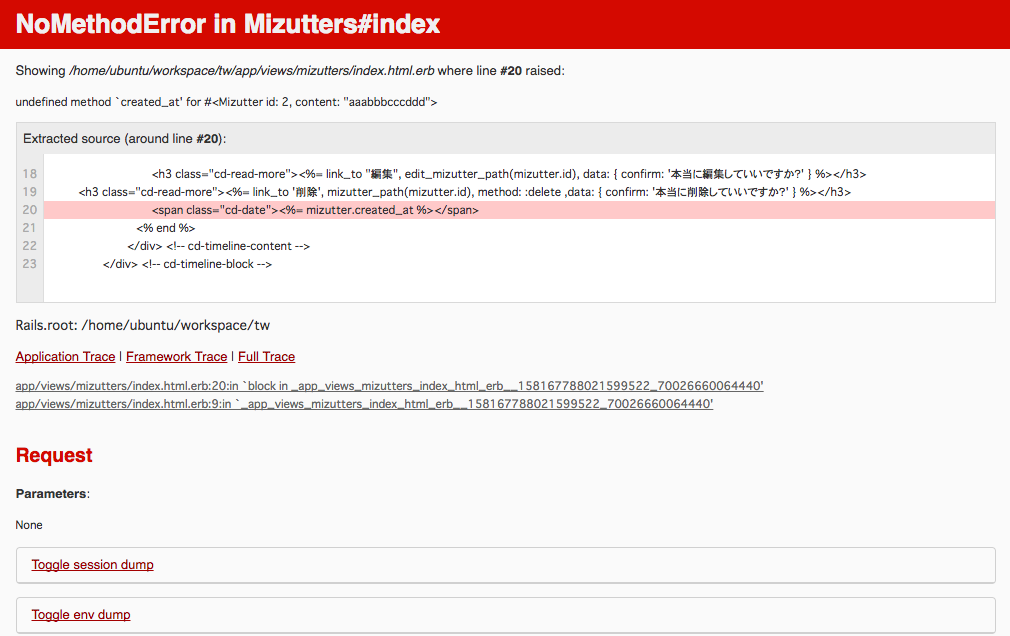 NoMethodError in Mizutters#index
Showing /home/ubuntu/workspace/tw/app/views/mizutters/index.html.erb where line #20 raised:
undefined method `created_at' for #<Mizutter id: 2, content: "aaabbbcccddd">
Extracted source (around line #20):
18 <h3 class="cd-read-more"><%= link_to "編集", edit_mizutter_path(mizutter.id), data: { confirm: '本当に編集していいですか?' } %></h3>
19 <h3 class="cd-read-more"><%= link_to '削除', mizutter_path(mizutter.id), method: :delete ,data: { confirm: '本当に削除していいですか?' } %></h3>
20 <span class="cd-date"><%= mizutter.created_at %></span>
21 <% end %>
22 </div> <!-- cd-timeline-content -->
23 </div> <!-- cd-timeline-block -->
Rails.root: /home/ubuntu/workspace/tw
Application Trace | Framework Trace | Full Trace
app/views/mizutters/index.html.erb:20:in `block in _app_views_mizutters_index_html_erb__158167788021599522_70026660064440'
app/views/mizutters/index.html.erb:9:in `_app_views_mizutters_index_html_erb__158167788021599522_70026660064440'
Request
Parameters:
None
Toggle session dump
Toggle env dump